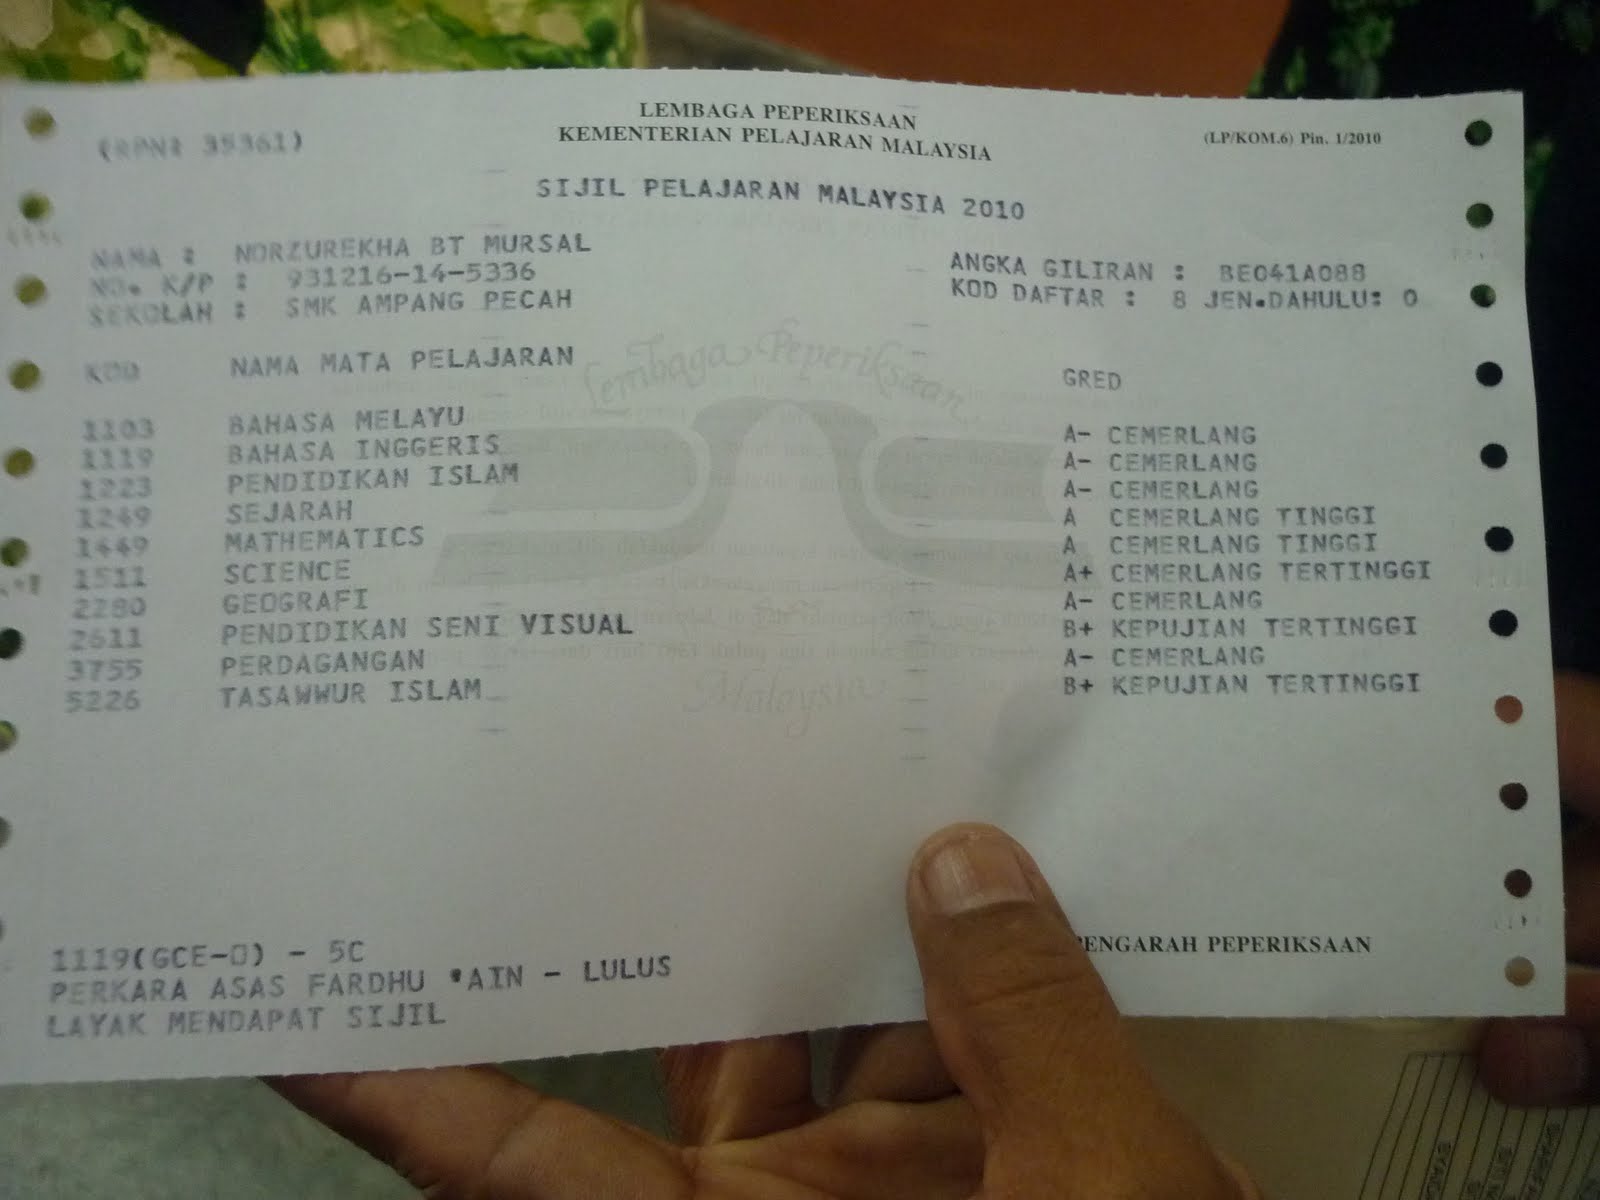 (RPN: 35361)
LEMBAGA PEPERIKSAAN
KEMENTERIAN PELAJARAN MALAYSIA
(LP/KOM.6) Pin. 1/2010
SIJIL PELAJARAN MALAYSIA 2010
NAMA : NORZUREKHA BT MURSAL
NO. K/P : 931216-14-5336
SEKOLAH : SMK AMPANG PECAH
ANGKA GILIRAN : BE041A088
KOD DAFTAR : 8 JEN.DAHULU: 0
KOD NAMA MATA PELAJARAN GRED
1103 BAHASA MELAYU A- CEMERLANG
1119 BAHASA INGGERIS A- CEMERLANG
1223 PENDIDIKAN ISLAM A- CEMERLANG
1249 SEJARAH A CEMERLANG TINGGI
1449 MATHEMATICS A CEMERLANG TINGGI
1511 SCIENCE A+ CEMERLANG TERTINGGI
2280 GEOGRAFI A- CEMERLANG
2611 PENDIDIKAN SENI VISUAL B+ KEPUJIAN TERTINGGI
3755 PERDAGANGAN A- CEMERLANG
5226 TASAWWUR ISLAM B+ KEPUJIAN TERTINGGI
Lembaga Peperiksaan
Malaysia
1119(GCE-O) - 5C
PERKARA ASAS FARDHU 'AIN - LULUS
LAYAK MENDAPAT SIJIL
PENGARAH PEPERIKSAAN